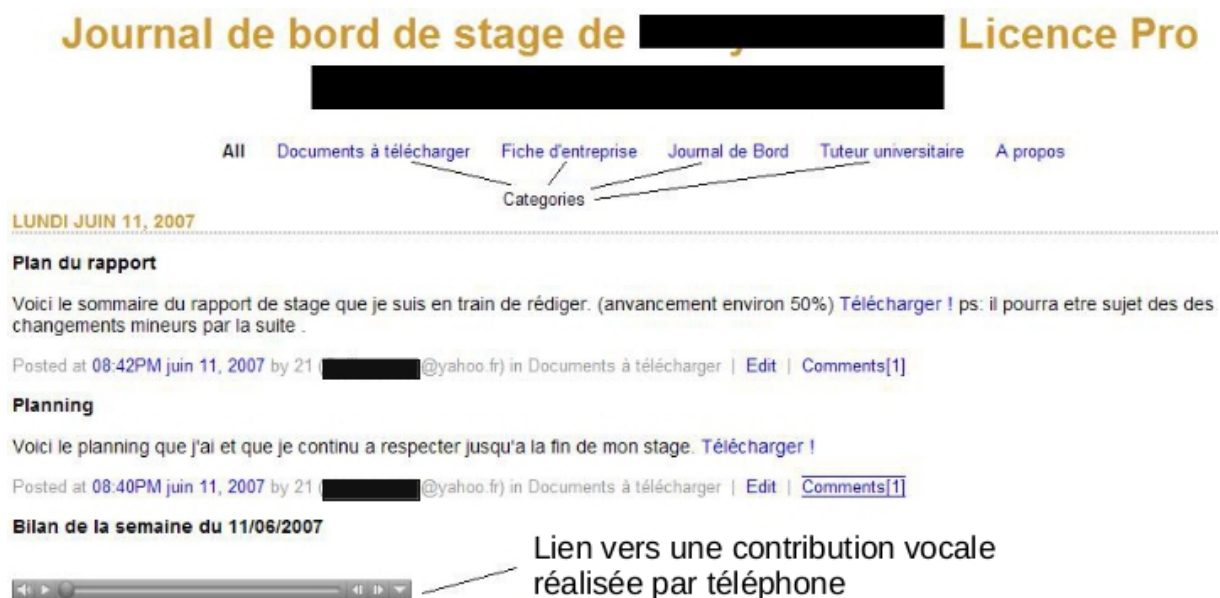 Journal de bord de stage de Licence Pro
All Documents à télécharger Fiche d'entreprise Journal de Bord Tuteur universitaire A propos
Categories
LUNDI JUIN 11, 2007
Plan du rapport
Voici le sommaire du rapport de stage que je suis en train de rédiger. (anvancement environ 50%) Télécharger ! ps: il pourra etre sujet des des
changements mineurs par la suite .
Posted at 08:42PM juin 11, 2007 by 21 ( @yahoo.fr) in Documents à télécharger | Edit | Comments[1]
Planning
Voici le planning que j'ai et que je continu a respecter jusqu'a la fin de mon stage. Télécharger !
Posted at 08:40PM juin 11, 2007 by 21 ( @yahoo.fr) in Documents à télécharger | Edit | Comments[1]
Bilan de la semaine du 11/06/2007
Lien vers une contribution vocale
réalisée par téléphone